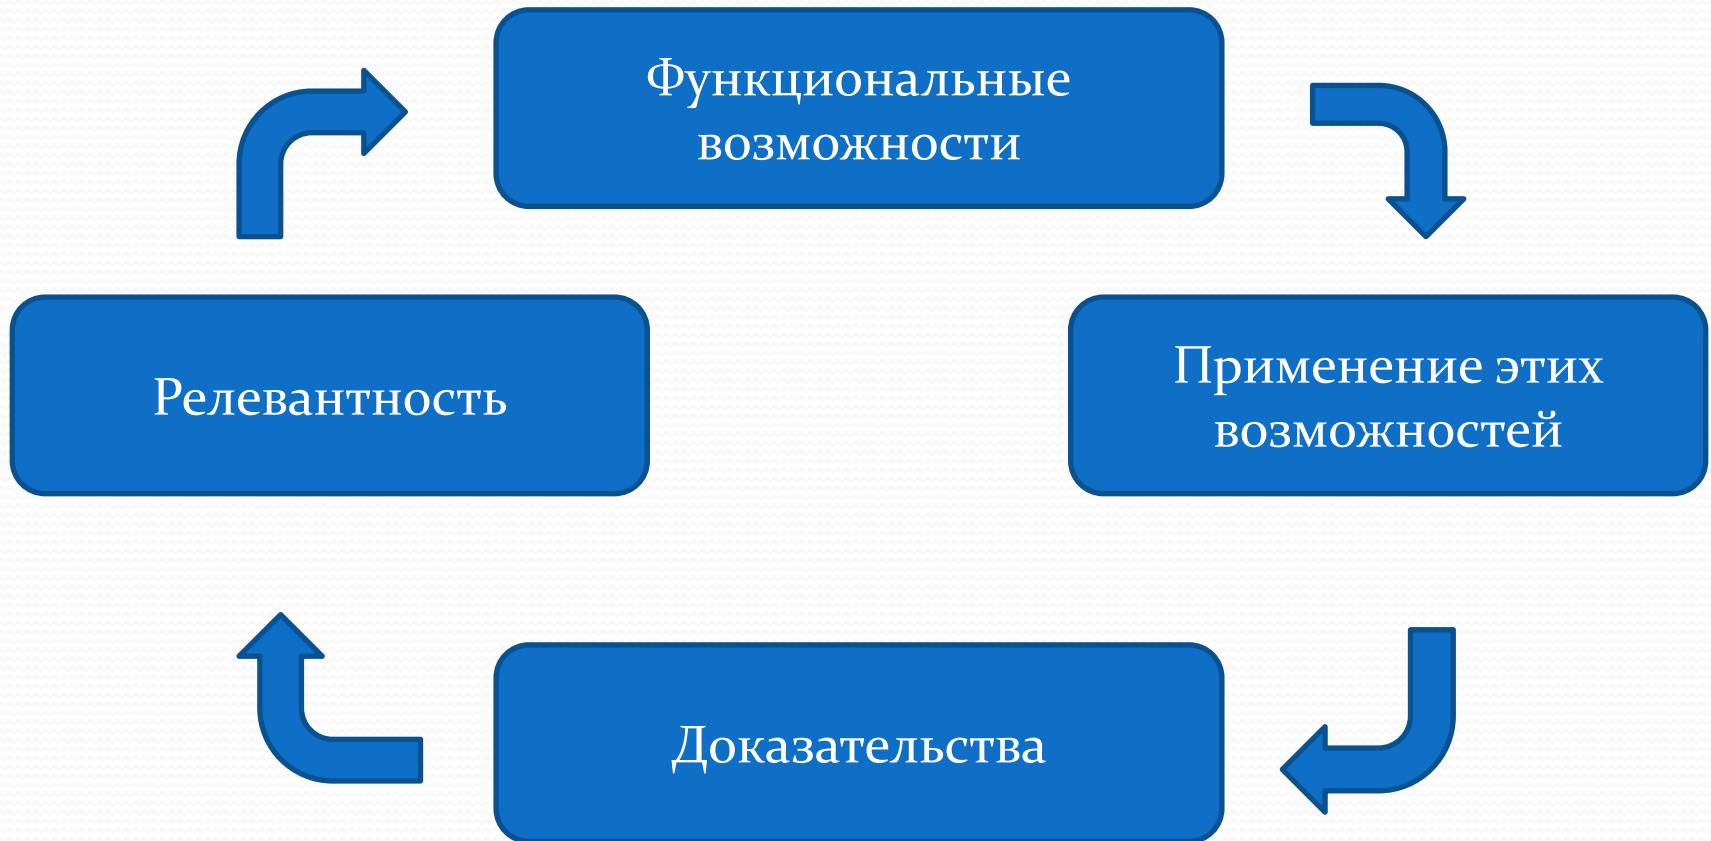 Функциональные
возможности
Релевантность
Применение этих
возможностей
Доказательства